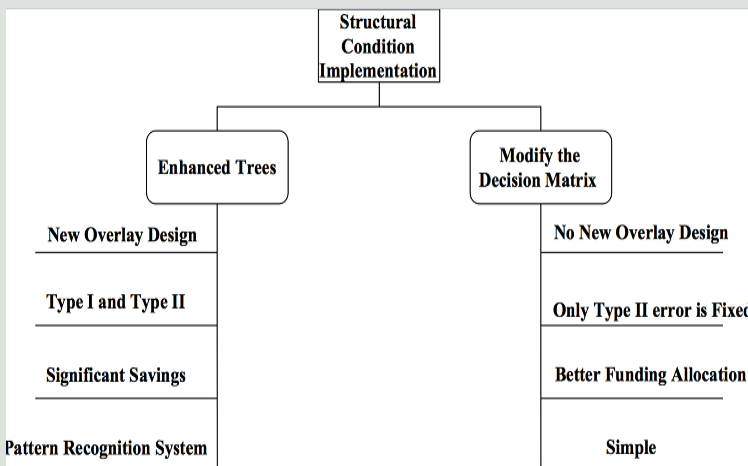 Structural
Condition
Implementation
Enhanced Trees
Modify the
Decision Matrix
New Overlay Design
No New Overlay Design
Type I and Type II
Only Type II error is Fixed
Significant Savings
Better Funding Allocation
Pattern Recognition System
Simple